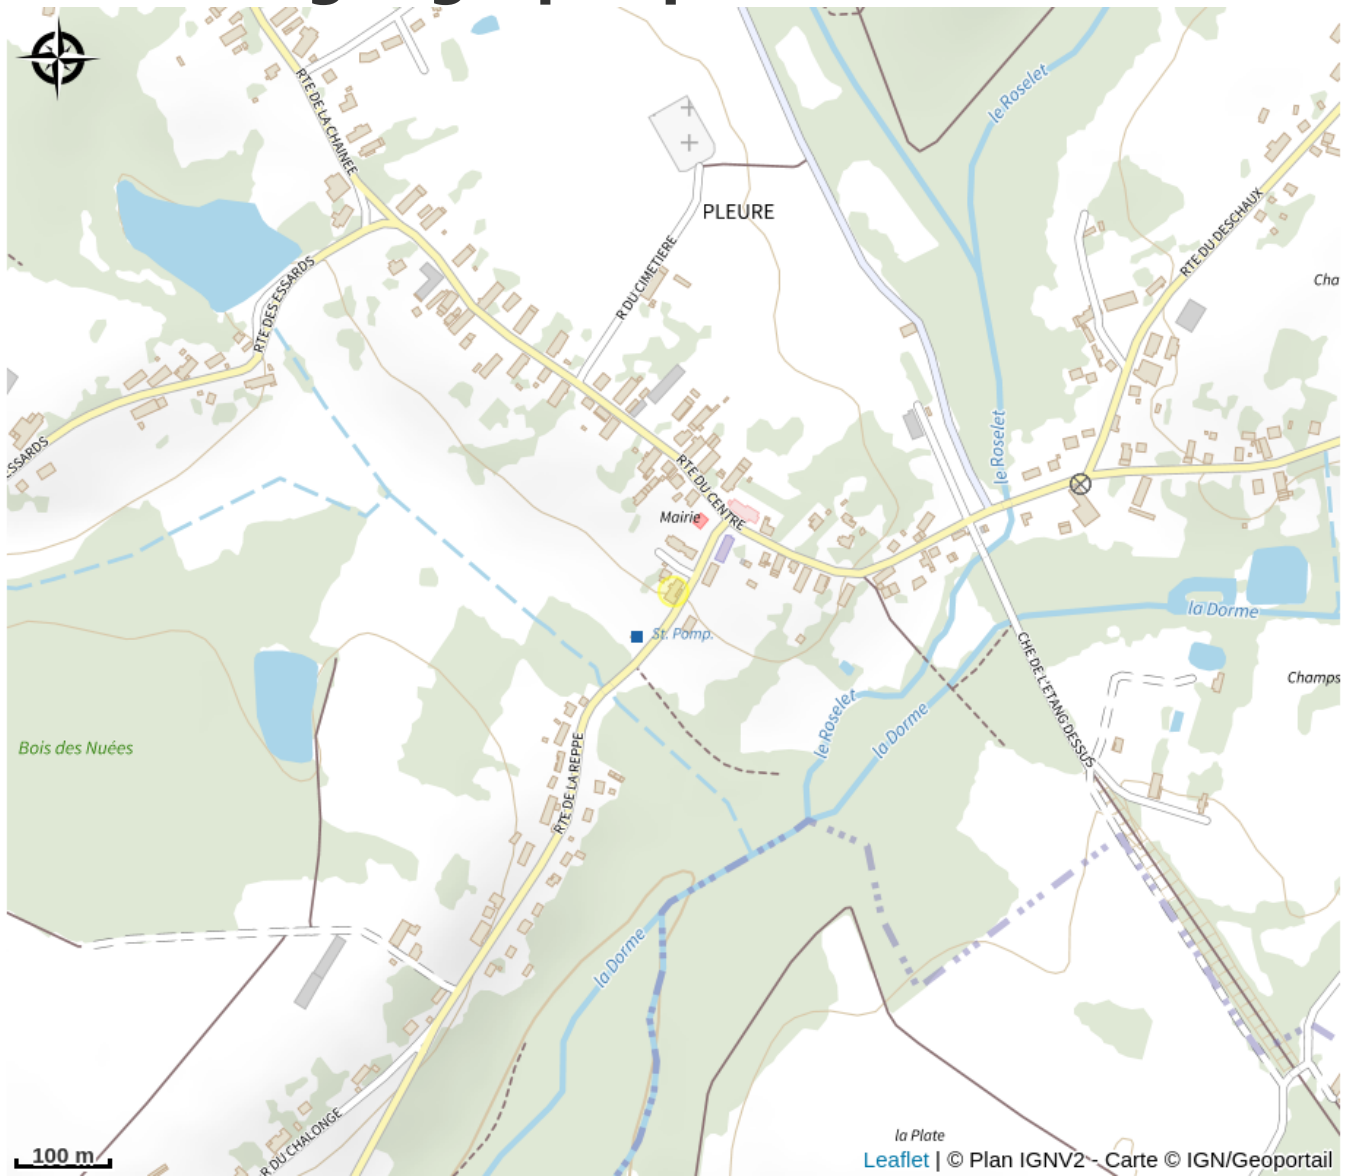 le Roselet
RTE DE LA CHAINEE
PLEURE
RTE DU DESCHAUX
R DU CIMETIERE
RTE DES ESSARDS
Cha
le Roselet
ESSARDS
RTE DU CENTRE
Mairie
la Dorme
St. Pomp.
CHE DE L'ETANG DESSUS
Champs
le Roselet
la Dorme
Bois des Nuées
RTE DE LA REPPE
la Dorme
R DU CHALONGE
la Plate
100 m
Leaflet | © Plan IGNV2 - Carte © IGN/Geoportail